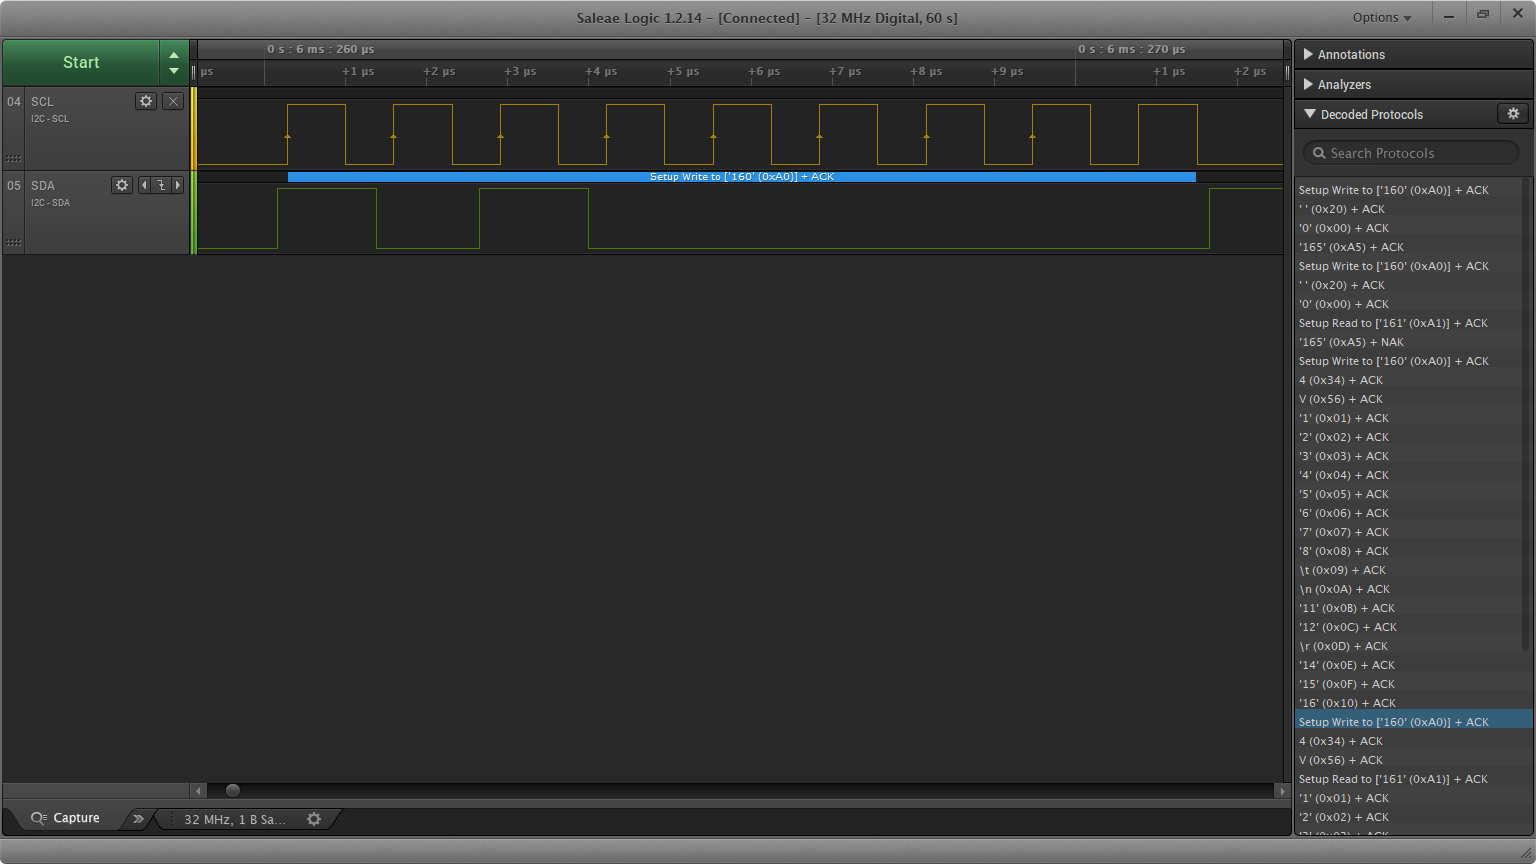 Saleae Logic 1.2.14 - [Connected] - [32 MHz Digital, 60 s]
Options
Start
0 s : 6 ms : 260 µs
0 s : 6 ms : 270 µs
µs
+1 µs
+2 µs
+3 µs
+4 µs
+5 µs
+6 µs
+7 µs
+8 µs
+9 µs
+1 µs
+2 µs
04
SCL
I2C - SCL
05
SDA
I2C - SDA
Setup Write to ['160' (0xA0)] + ACK
Annotations
Analyzers
Decoded Protocols
Search Protocols
Setup Write to ['160' (0xA0)] + ACK
' ' (0x20) + ACK
'0' (0x00) + ACK
'165' (0xA5) + ACK
Setup Write to ['160' (0xA0)] + ACK
' ' (0x20) + ACK
'0' (0x00) + ACK
Setup Read to ['161' (0xA1)] + ACK
'165' (0xA5) + NAK
Setup Write to ['160' (0xA0)] + ACK
4 (0x34) + ACK
V (0x56) + ACK
'1' (0x01) + ACK
'2' (0x02) + ACK
'3' (0x03) + ACK
'4' (0x04) + ACK
'5' (0x05) + ACK
'6' (0x06) + ACK
'7' (0x07) + ACK
'8' (0x08) + ACK
\t (0x09) + ACK
\n (0x0A) + ACK
'11' (0x0B) + ACK
'12' (0x0C) + ACK
\r (0x0D) + ACK
'14' (0x0E) + ACK
'15' (0x0F) + ACK
'16' (0x10) + ACK
Setup Write to ['160' (0xA0)] + ACK
4 (0x34) + ACK
V (0x56) + ACK
Setup Read to ['161' (0xA1)] + ACK
'1' (0x01) + ACK
'2' (0x02) + ACK
Capture
32 MHz, 1 B Sa...